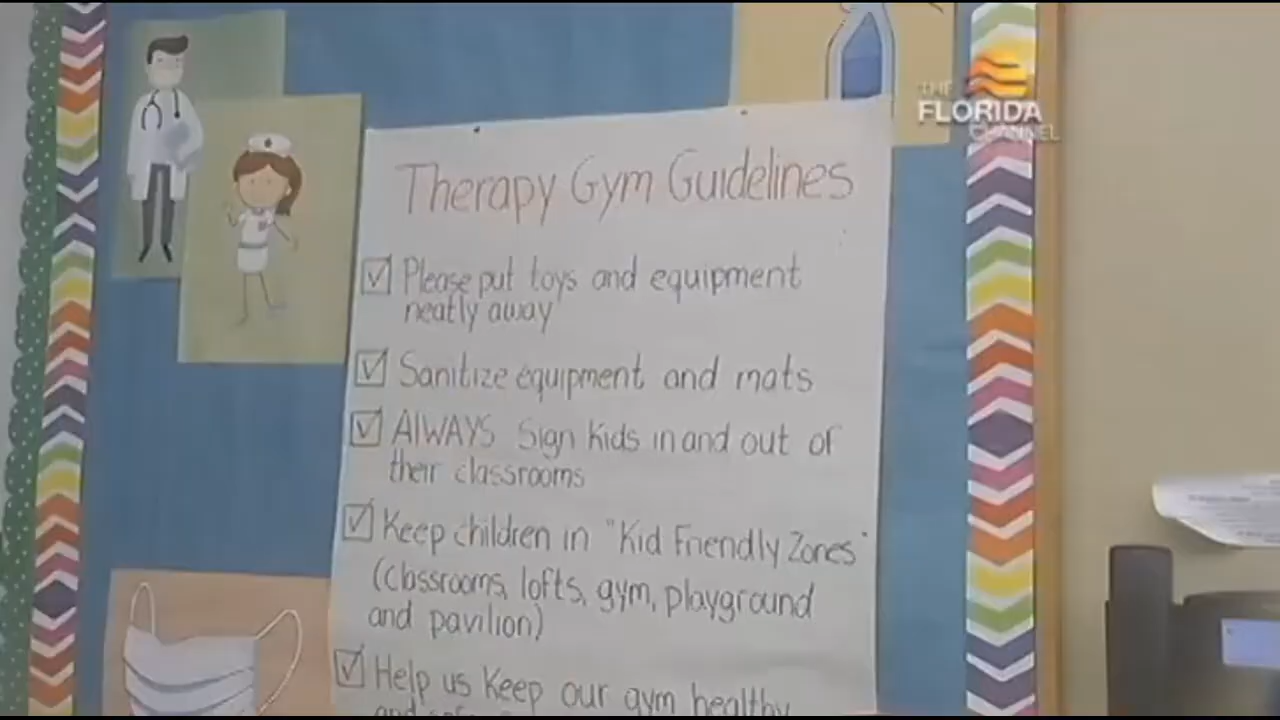 THE
FLORIDA
CHANNEL
Therapy Gym Guidelines
Please put toys and equipment
neatly away
Sanitize equipment and mats
AlWAYS Sign Kids in and out of
their classrooms
Keep children in "Kid Friendly Zones"
(Classrooms, lofts, gym, playground
and pavilion)
Help us Keep our gym healthy
and